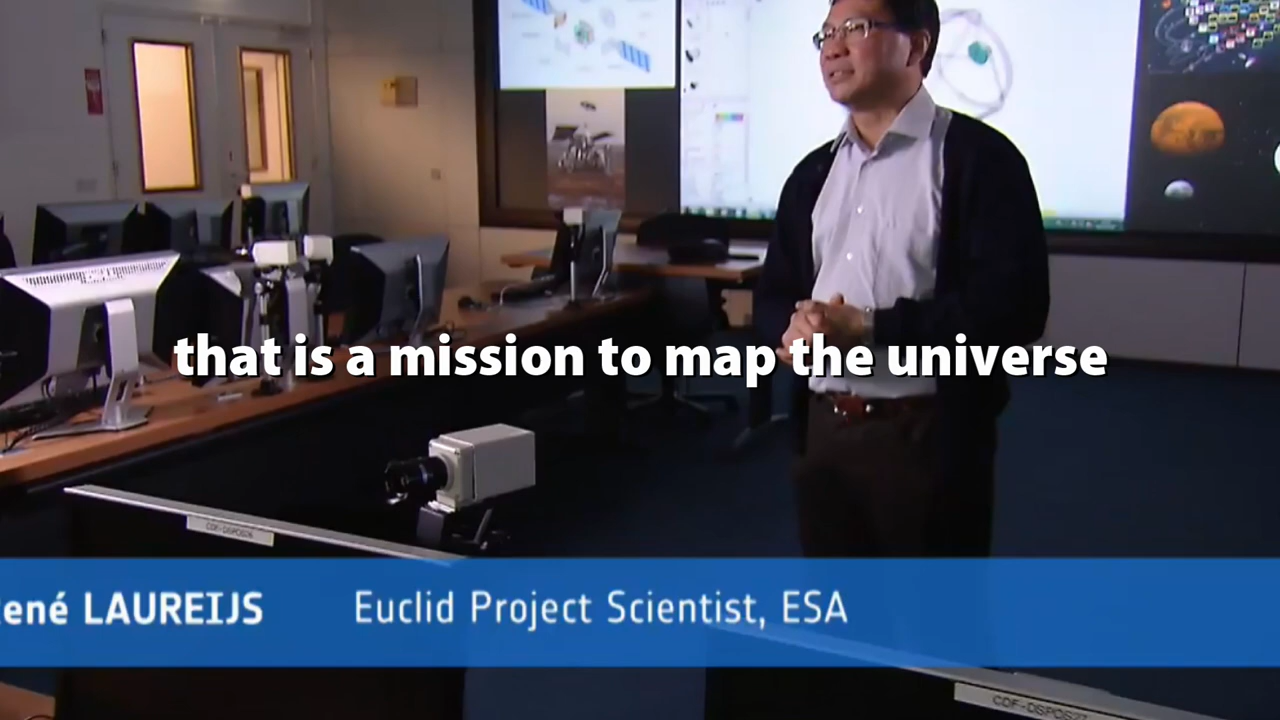 that is a mission to map the universe
ené LAUREIJS Euclid Project Scientist, ESA